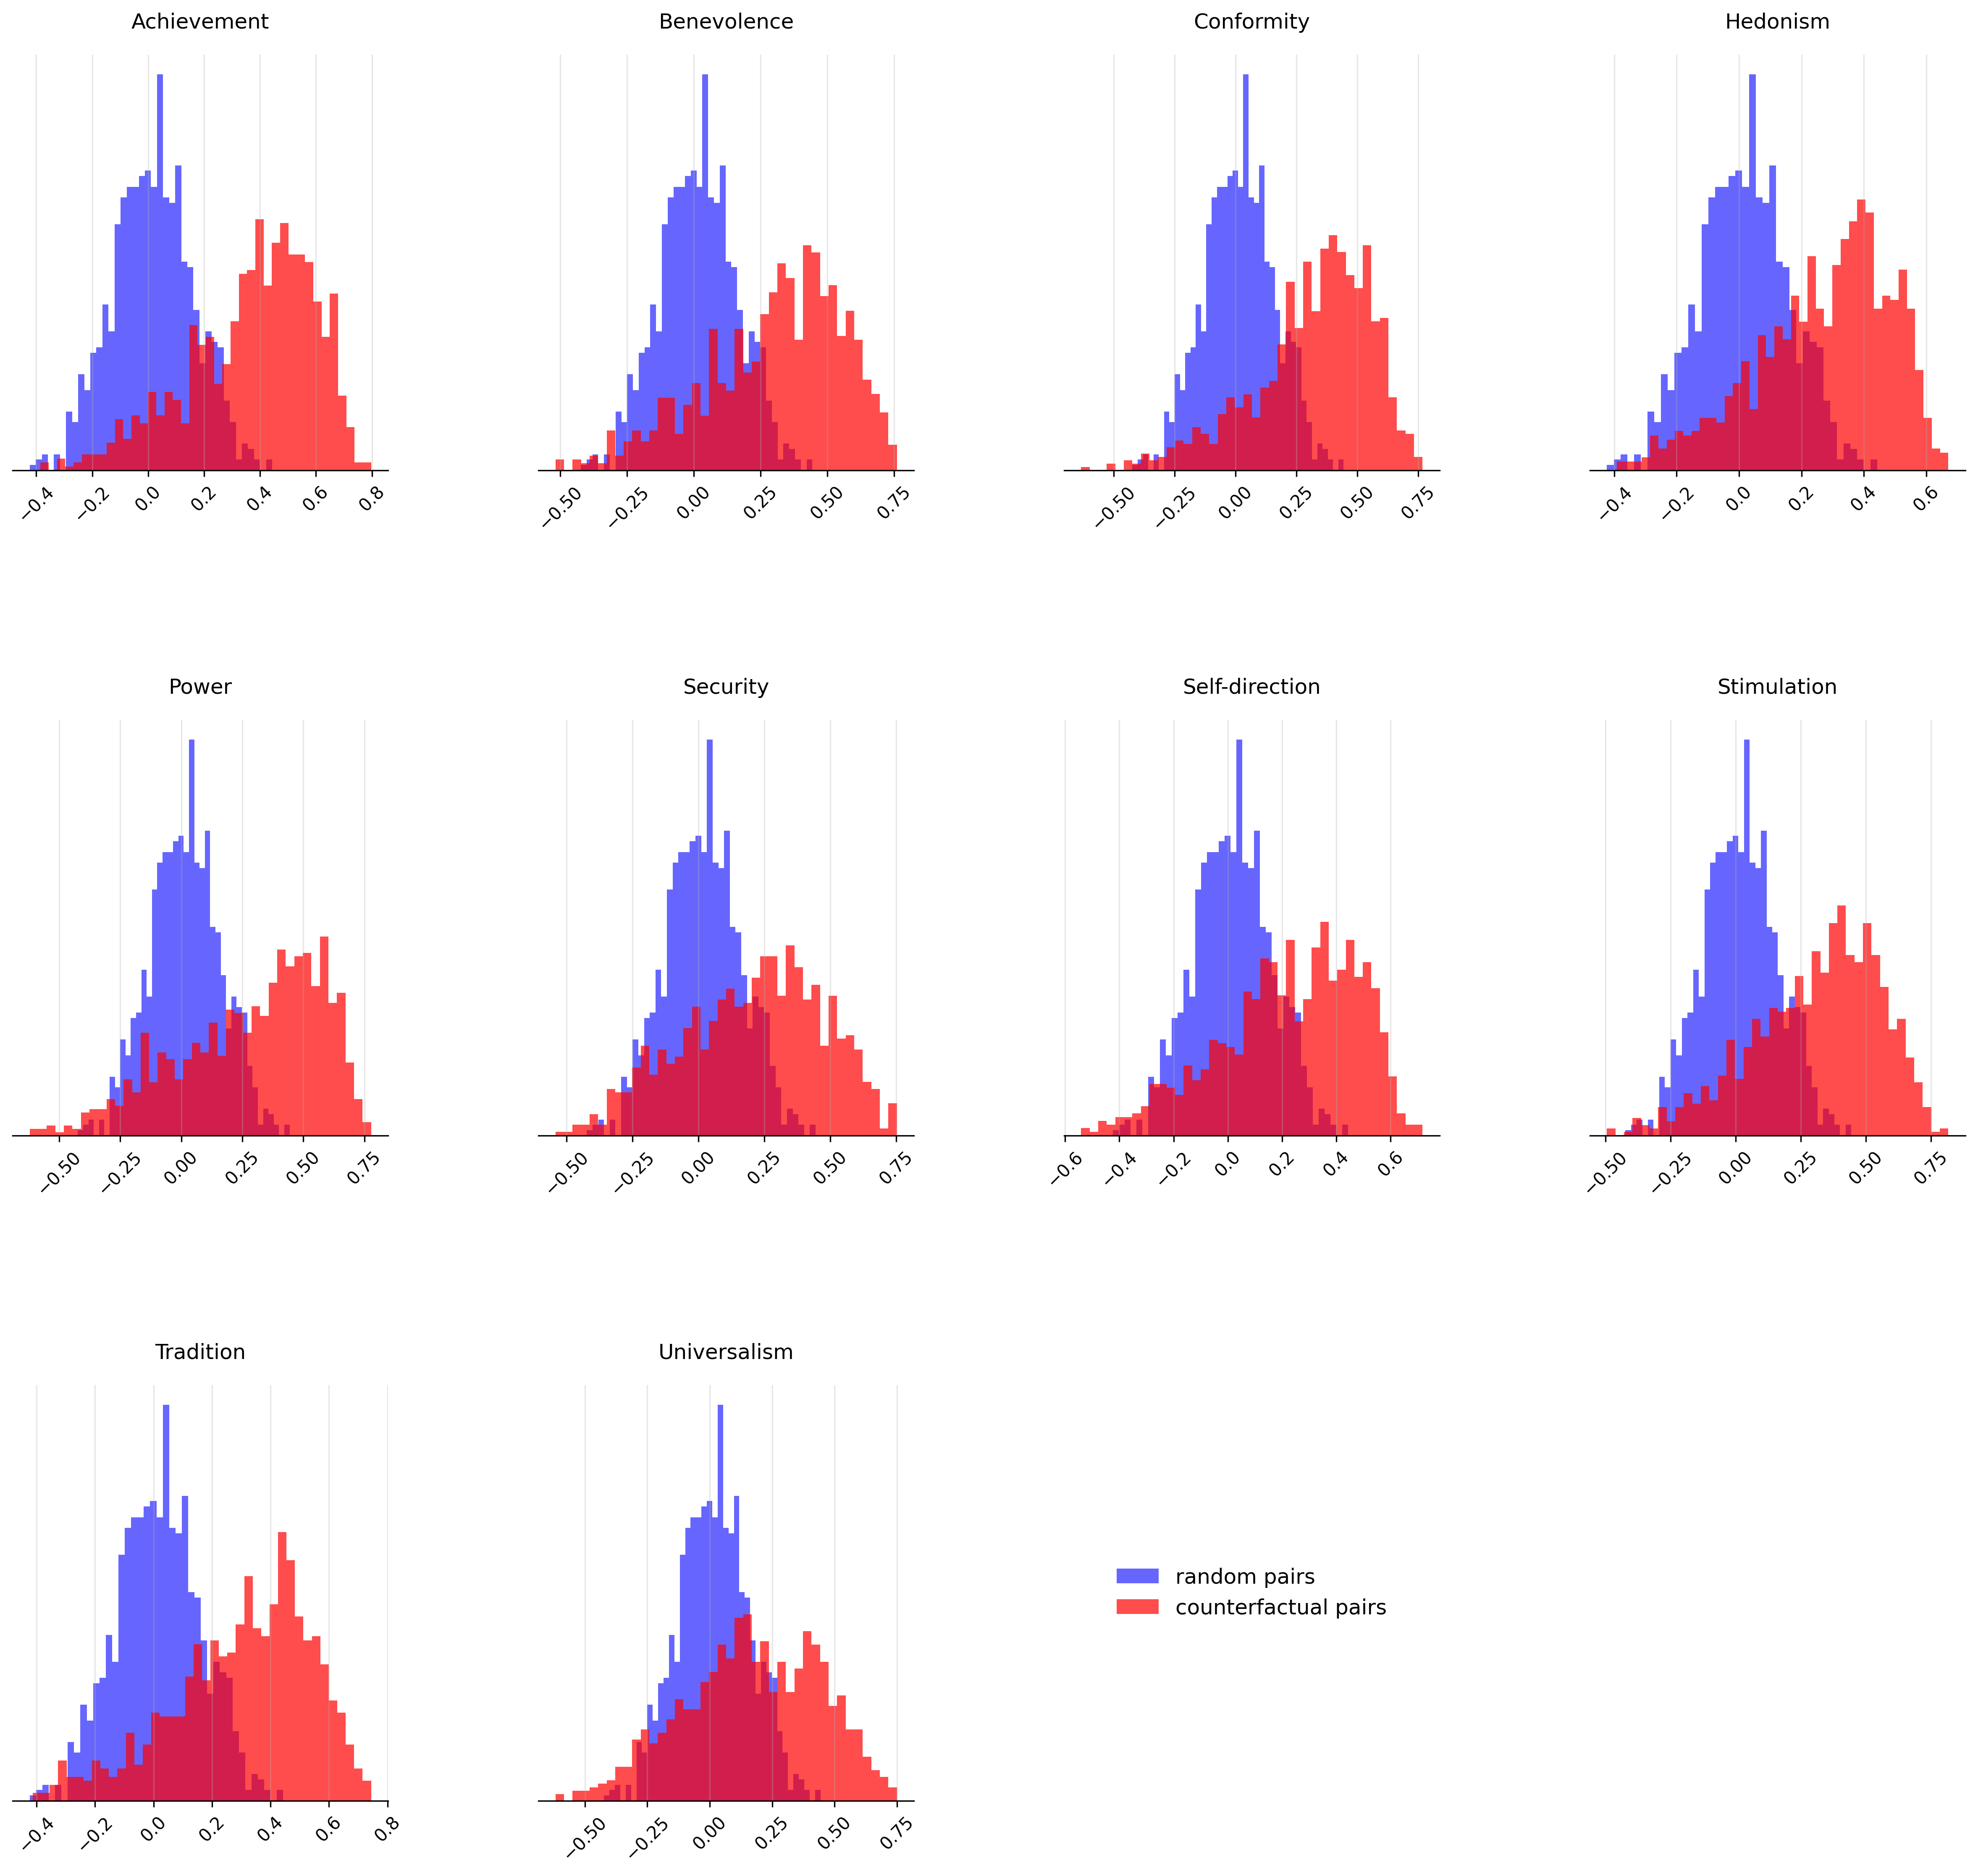 Achievement
Benevolence
Conformity
Hedonism
−0.4 −0.2 0.0 0.2 0.4 0.6 0.8
−0.50 −0.25 0.00 0.25 0.50 0.75
−0.50 −0.25 0.00 0.25 0.50 0.75
−0.4 −0.2 0.0 0.2 0.4 0.6
Power
Security
Self-direction
Stimulation
−0.50 −0.25 0.00 0.25 0.50 0.75
−0.50 −0.25 0.00 0.25 0.50 0.75
−0.6 −0.4 −0.2 0.0 0.2 0.4 0.6
−0.50 −0.25 0.00 0.25 0.50 0.75
Tradition
Universalism
random pairs
counterfactual pairs
−0.4 −0.2 0.0 0.2 0.4 0.6 0.8
−0.50 −0.25 0.00 0.25 0.50 0.75